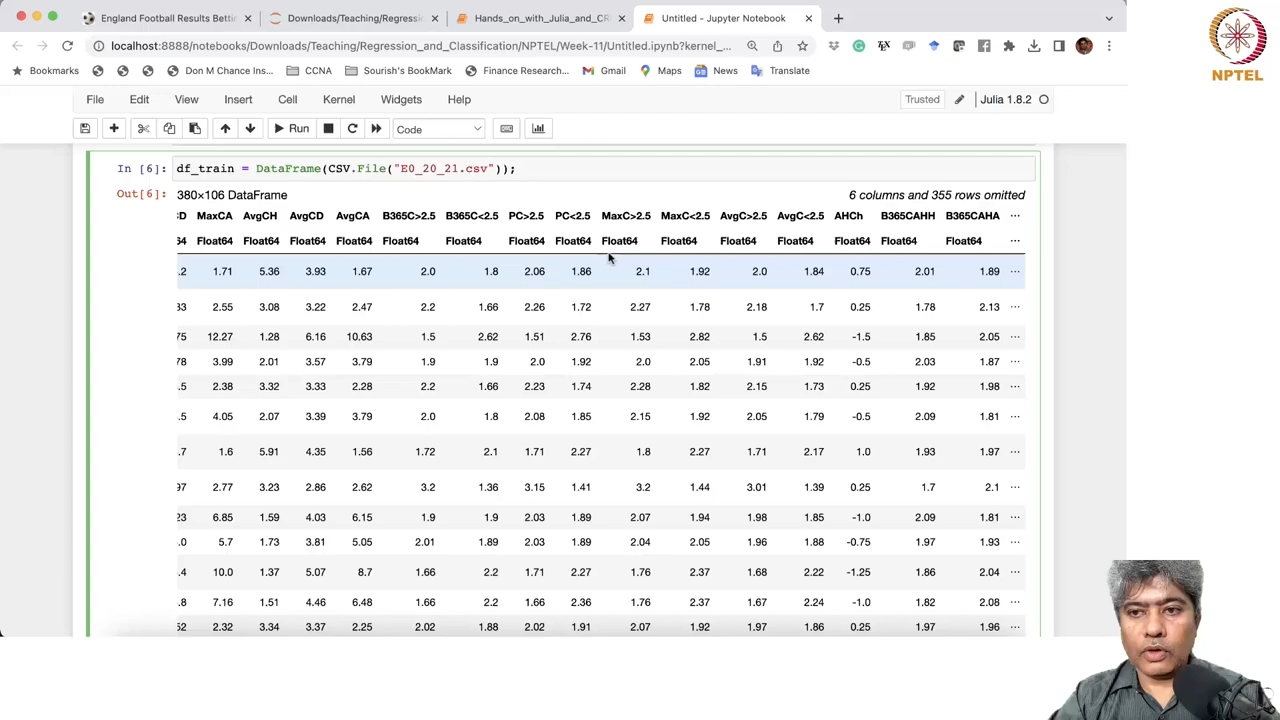 England Football Results Betti
Downloads/Teaching/Regressi
Hands_on_with_Julia_and_CR
Untitled - Jupyter Notebook
localhost:8888/notebooks/Downloads/Teaching/Regression_and_Classification/NPTEL/Week-11/Untitled.ipynb?kernel_...
Bookmarks Don M Chance Ins... CCNA Sourish's BookMark Finance Research... Gmail Maps News Translate
NPTEL
File Edit View Insert Cell Kernel Widgets Help Trusted Julia 1.8.2
Run Code
In [6]: df_train = DataFrame(CSV.File("E0_20_21.csv"));
Out[6]: 380×106 DataFrame 6 columns and 355 rows omitted
CD MaxCA AvgCH AvgCD AvgCA B365C>2.5 B365C<2.5 PC>2.5 PC<2.5 MaxC>2.5 MaxC<2.5 AvgC>2.5 AvgC<2.5 AHCh B365CAHH B365CAHA ...
64 Float64 Float64 Float64 Float64 Float64 Float64 Float64 Float64 Float64 Float64 Float64 Float64 Float64 Float64 Float64 ...
.2 1.71 5.36 3.93 1.67 2.0 1.8 2.06 1.86 2.1 1.92 2.0 1.84 0.75 2.01 1.89 ...
33 2.55 3.08 3.22 2.47 2.2 1.66 2.26 1.72 2.27 1.78 2.18 1.7 0.25 1.78 2.13 ...
75 12.27 1.28 6.16 10.63 1.5 2.62 1.51 2.76 1.53 2.82 1.5 2.62 -1.5 1.85 2.05 ...
78 3.99 2.01 3.57 3.79 1.9 1.9 2.0 1.92 2.0 2.05 1.91 1.92 -0.5 2.03 1.87 ...
.5 2.38 3.32 3.33 2.28 2.2 1.66 2.23 1.74 2.28 1.82 2.15 1.73 0.25 1.92 1.98 ...
.5 4.05 2.07 3.39 3.79 2.0 1.8 2.08 1.85 2.15 1.92 2.05 1.79 -0.5 2.09 1.81 ...
.7 1.6 5.91 4.35 1.56 1.72 2.1 1.71 2.27 1.8 2.27 1.71 2.17 1.0 1.93 1.97 ...
97 2.77 3.23 2.86 2.62 3.2 1.36 3.15 1.41 3.2 1.44 3.01 1.39 0.25 1.7 2.1 ...
23 6.85 1.59 4.03 6.15 1.9 1.9 2.03 1.89 2.07 1.94 1.98 1.85 -1.0 2.09 1.81 ...
.0 5.7 1.73 3.81 5.05 2.01 1.89 2.03 1.89 2.04 2.05 1.96 1.88 -0.75 1.97 1.93 ...
.4 10.0 1.37 5.07 8.7 1.66 2.2 1.71 2.27 1.76 2.37 1.68 2.22 -1.25 1.86 2.04 ...
.8 7.16 1.51 4.46 6.48 1.66 2.2 1.66 2.36 1.76 2.37 1.67 2.24 -1.0 1.82 2.08 ...
52 2.32 3.34 3.37 2.25 2.02 1.88 2.02 1.91 2.07 1.92 1.97 1.86 0.25 1.97 1.96 ...